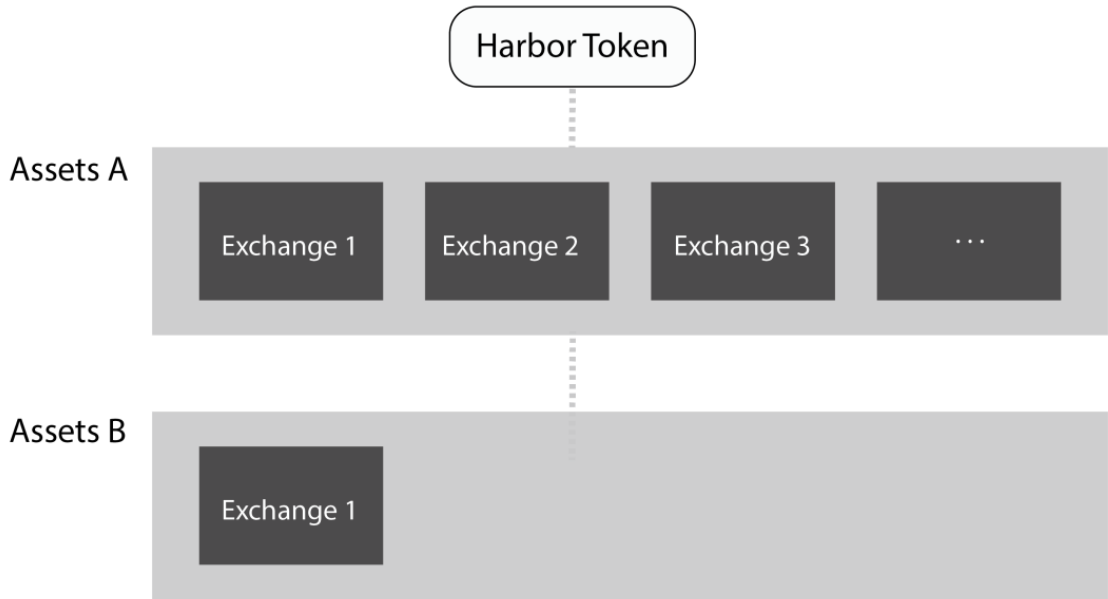 Harbor Token
Assets A
Exchange 1
Exchange 2
Exchange 3
...
Assets B
Exchange 1